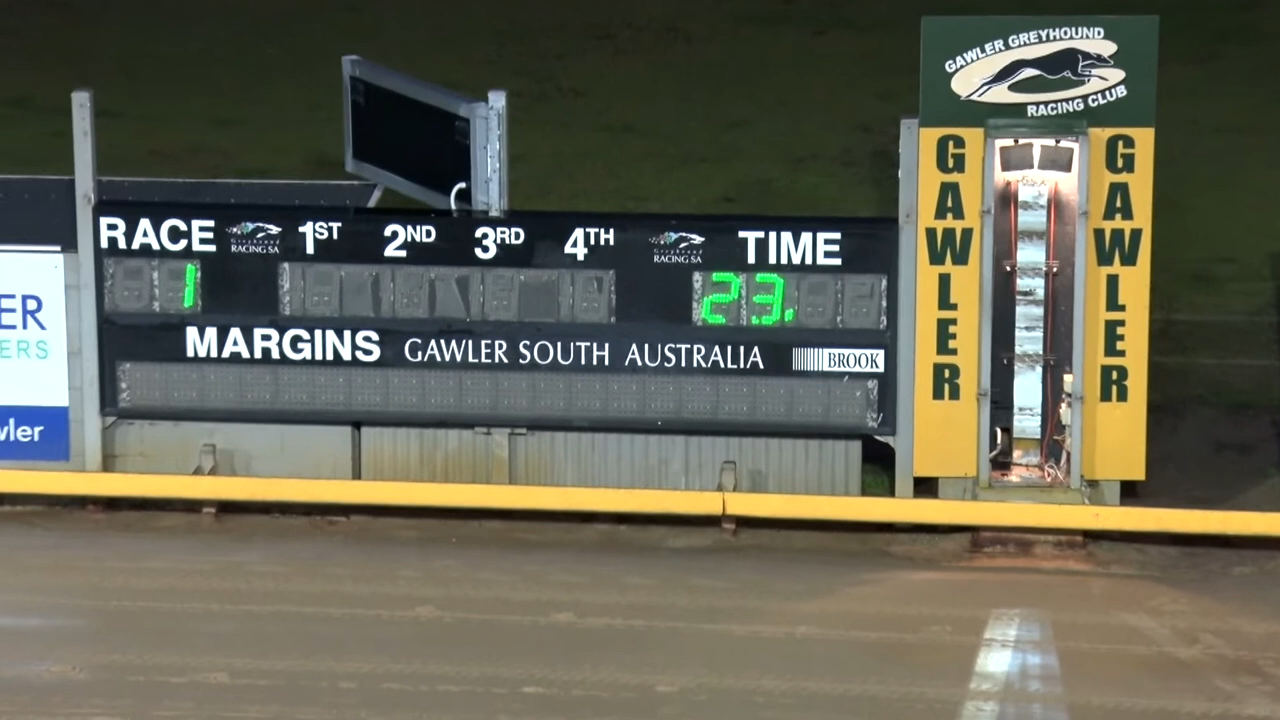 GAWLER GREYHOUND
RACING CLUB
GAWLER
GAWLER
RACE
Greyhound
RACING SA
1ST
2ND
3RD
4TH
Greyhound
RACING SA
TIME
1
23.
MARGINS
GAWLER SOUTH AUSTRALIA
BROOK
ER
ERS
wler